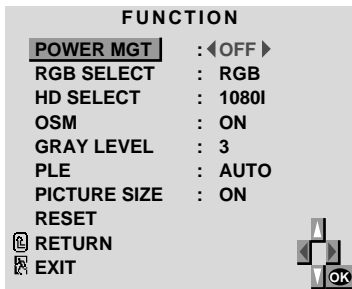 FUNCTION
POWER MGT : ◀OFF▶
RGB SELECT : RGB
HD SELECT : 1080I
OSM : ON
GRAY LEVEL : 3
PLE : AUTO
PICTURE SIZE : ON
RESET
RETURN
EXIT
OK